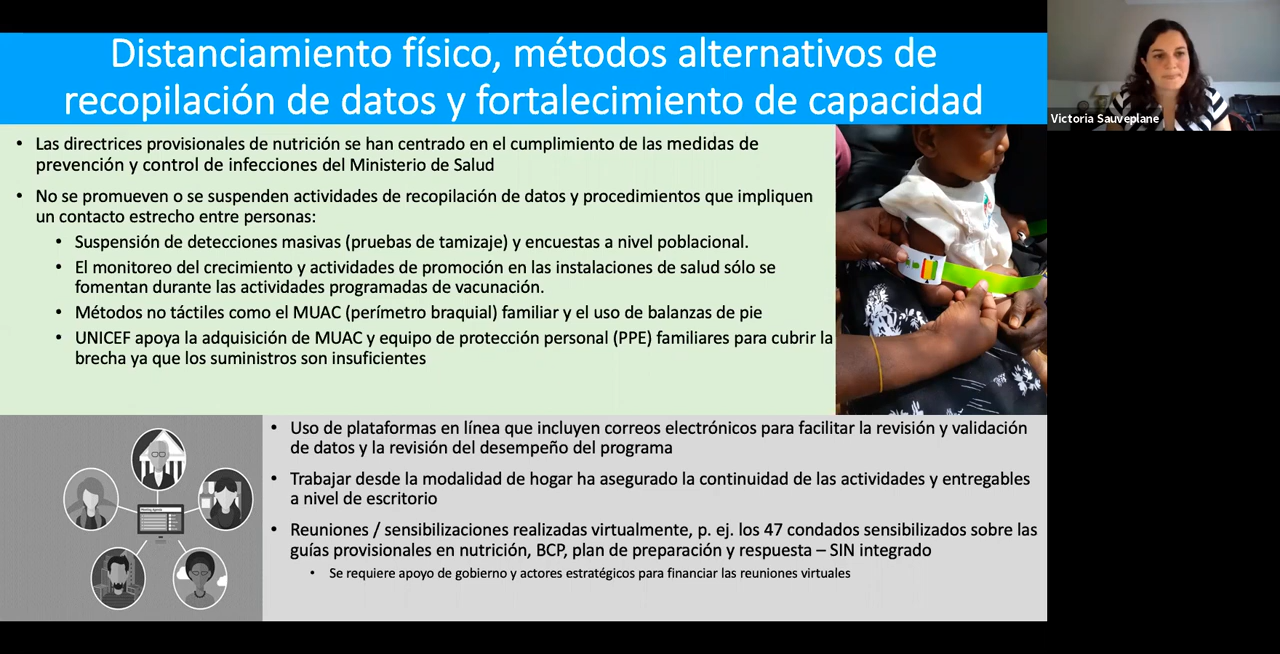 Distanciamiento físico, métodos alternativos de
recopilación de datos y fortalecimiento de capacidad
Victoria Sauveplane
• Las directrices provisionales de nutrición se han centrado en el cumplimiento de las medidas de
prevención y control de infecciones del Ministerio de Salud
• No se promueven o se suspenden actividades de recopilación de datos y procedimientos que impliquen
un contacto estrecho entre personas:
• Suspensión de detecciones masivas (pruebas de tamizaje) y encuestas a nivel poblacional.
• El monitoreo del crecimiento y actividades de promoción en las instalaciones de salud sólo se
fomentan durante las actividades programadas de vacunación.
• Métodos no táctiles como el MUAC (perímetro braquial) familiar y el uso de balanzas de pie
• UNICEF apoya la adquisición de MUAC y equipo de protección personal (PPE) familiares para cubrir la
brecha ya que los suministros son insuficientes
• Uso de plataformas en línea que incluyen correos electrónicos para facilitar la revisión y validación
de datos y la revisión del desempeño del programa
• Trabajar desde la modalidad de hogar ha asegurado la continuidad de las actividades y entregables
a nivel de escritorio
• Reuniones / sensibilizaciones realizadas virtualmente, p. ej. los 47 condados sensibilizados sobre las
guías provisionales en nutrición, BCP, plan de preparación y respuesta – SIN integrado
• Se requiere apoyo de gobierno y actores estratégicos para financiar las reuniones virtuales